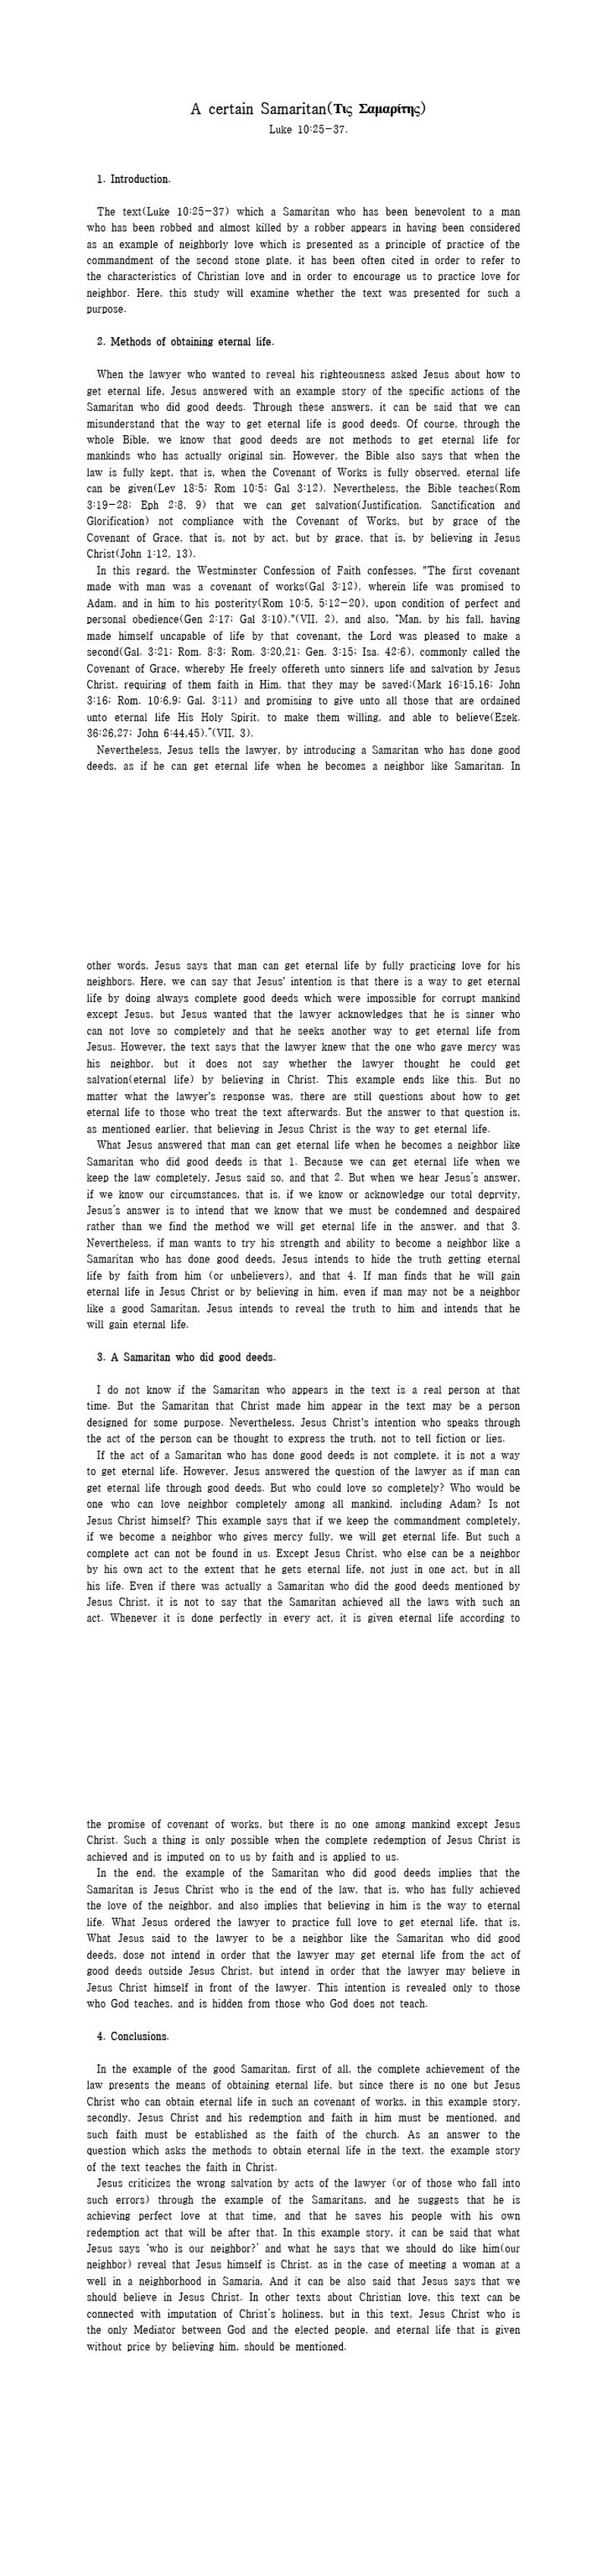 A certain Samaritan(Τις Σαμαρίτης)
Luke 10:25-37.
1. Introduction.
The text(Luke 10:25-37) which a Samaritan who has been benevolent to a man
who has been robbed and almost killed by a robber appears in having been considered
as an example of neighborly love which is presented as a principle of practice of the
commandment of the second stone plate, it has been often cited in order to refer to
the characteristics of Christian love and in order to encourage us to practice love for
neighbor. Here, this study will examine whether the text was presented for such a
purpose.
2. Methods of obtaining eternal life.
When the lawyer who wanted to reveal his righteousness asked Jesus about how to
get eternal life, Jesus answered with an example story of the specific actions of the
Samaritan who did good deeds. Through these answers, it can be said that we can
misunderstand that the way to get eternal life is good deeds. Of course, through the
whole Bible, we know that good deeds are not methods to get eternal life for
mankinds who has actually original sin. However, the Bible also says that when the
law is fully kept, that is, when the Covenant of Works is fully observed, eternal life
can be given(Lev 18:5; Rom 10:5; Gal 3:12). Nevertheless, the Bible teaches(Rom
3:19-28; Eph 2:8, 9) that we can get salvation(Justification, Sanctification and
Glorification) not compliance with the Covenant of Works, but by grace of the
Covenant of Grace, that is, not by act, but by grace, that is, by believing in Jesus
Christ(John 1:12, 13).
In this regard, the Westminster Confession of Faith confesses, "The first covenant
made with man was a covenant of works(Gal 3:12), wherein life was promised to
Adam, and in him to his posterity(Rom 10:5, 5:12-20), upon condition of perfect and
personal obedience(Gen 2:17; Gal 3:10)."(VII, 2), and also, "Man, by his fall, having
made himself uncapable of life by that covenant, the Lord was pleased to make a
second(Gal. 3:21; Rom. 8:3; Rom. 3:20,21; Gen. 3:15; Isa. 42:6), commonly called the
Covenant of Grace, whereby He freely offereth unto sinners life and salvation by Jesus
Christ, requiring of them faith in Him, that they may be saved;(Mark 16:15,16; John
3:16; Rom. 10:6,9; Gal. 3:11) and promising to give unto all those that are ordained
unto eternal life His Holy Spirit, to make them willing, and able to believe(Ezek.
36:26,27; John 6:44,45)."(VII, 3).
Nevertheless, Jesus tells the lawyer, by introducing a Samaritan who has done good
deeds, as if he can get eternal life when he becomes a neighbor like Samaritan. In
other words, Jesus says that man can get eternal life by fully practicing love for his
neighbors. Here, we can say that Jesus' intention is that there is a way to get eternal
life by doing always complete good deeds which were impossible for corrupt mankind
except Jesus, but Jesus wanted that the lawyer acknowledges that he is sinner who
can not love so completely and that he seeks another way to get eternal life from
Jesus. However, the text says that the lawyer knew that the one who gave mercy was
his neighbor, but it does not say whether the lawyer thought he could get
salvation(eternal life) by believing in Christ. This example ends like this. But no
matter what the lawyer's response was, there are still questions about how to get
eternal life to those who treat the text afterwards. But the answer to that question is,
as mentioned earlier, that believing in Jesus Christ is the way to get eternal life.
What Jesus answered that man can get eternal life when he becomes a neighbor like
Samaritan who did good deeds is that 1. Because we can get eternal life when we
keep the law completely, Jesus said so, and that 2. But when we hear Jesus's answer,
if we know our circumstances, that is, if we know or acknowledge our total deprvity,
Jesus's answer is to intend that we know that we must be condemned and despaired
rather than we find the method we will get eternal life in the answer, and that 3.
Nevertheless, if man wants to try his strength and ability to become a neighbor like a
Samaritan who has done good deeds, Jesus intends to hide the truth getting eternal
life by faith from him (or unbelievers), and that 4. If man finds that he will gain
eternal life in Jesus Christ or by believing in him, even if man may not be a neighbor
like a good Samaritan, Jesus intends to reveal the truth to him and intends that he
will gain eternal life.
3. A Samaritan who did good deeds.
I do not know if the Samaritan who appears in the text is a real person at that
time. But the Samaritan that Christ made him appear in the text may be a person
designed for some purpose. Nevertheless, Jesus Christ's intention who speaks through
the act of the person can be thought to express the truth, not to tell fiction or lies.
If the act of a Samaritan who has done good deeds is not complete, it is not a way
to get eternal life. However, Jesus answered the question of the lawyer as if man can
get eternal life through good deeds. But who could love so completely? Who would be
one who can love neighbor completely among all mankind, including Adam? Is not
Jesus Christ himself? This example says that if we keep the commandment completely,
if we become a neighbor who gives mercy fully, we will get eternal life. But such a
complete act can not be found in us. Except Jesus Christ, who else can be a neighbor
by his own act to the extent that he gets eternal life, not just in one act, but in all
his life. Even if there was actually a Samaritan who did the good deeds mentioned by
Jesus Christ, it is not to say that the Samaritan achieved all the laws with such an
act. Whenever it is done perfectly in every act, it is given eternal life according to
the promise of covenant of works, but there is no one among mankind except Jesus
Christ. Such a thing is only possible when the complete redemption of Jesus Christ is
achieved and is imputed on to us by faith and is applied to us.
In the end, the example of the Samaritan who did good deeds implies that the
Samaritan is Jesus Christ who is the end of the law, that is, who has fully achieved
the love of the neighbor, and also implies that believing in him is the way to eternal
life. What Jesus ordered the lawyer to practice full love to get eternal life, that is,
What Jesus said to the lawyer to be a neighbor like the Samaritan who did good
deeds, dose not intend in order that the lawyer may get eternal life from the act of
good deeds outside Jesus Christ, but intend in order that the lawyer may believe in
Jesus Christ himself in front of the lawyer. This intention is revealed only to those
who God teaches, and is hidden from those who God does not teach.
4. Conclusions.
In the example of the good Samaritan, first of all, the complete achievement of the
law presents the means of obtaining eternal life, but since there is no one but Jesus
Christ who can obtain eternal life in such an covenant of works, in this example story,
secondly, Jesus Christ and his redemption and faith in him must be mentioned, and
such faith must be established as the faith of the church. As an answer to the
question which asks the methods to obtain eternal life in the text, the example story
of the text teaches the faith in Christ.
Jesus criticizes the wrong salvation by acts of the lawyer (or of those who fall into
such errors) through the example of the Samaritans, and he suggests that he is
achieving perfect love at that time, and that he saves his people with his own
redemption act that will be after that. In this example story, it can be said that what
Jesus says 'who is our neighbor?' and what he says that we should do like him(our
neighbor) reveal that Jesus himself is Christ, as in the case of meeting a woman at a
well in a neighborhood in Samaria, And it can be also said that Jesus says that we
should believe in Jesus Christ. In other texts about Christian love, this text can be
connected with imputation of Christ's holiness, but in this text, Jesus Christ who is
the only Mediator between God and the elected people, and eternal life that is given
without price by believing him, should be mentioned.